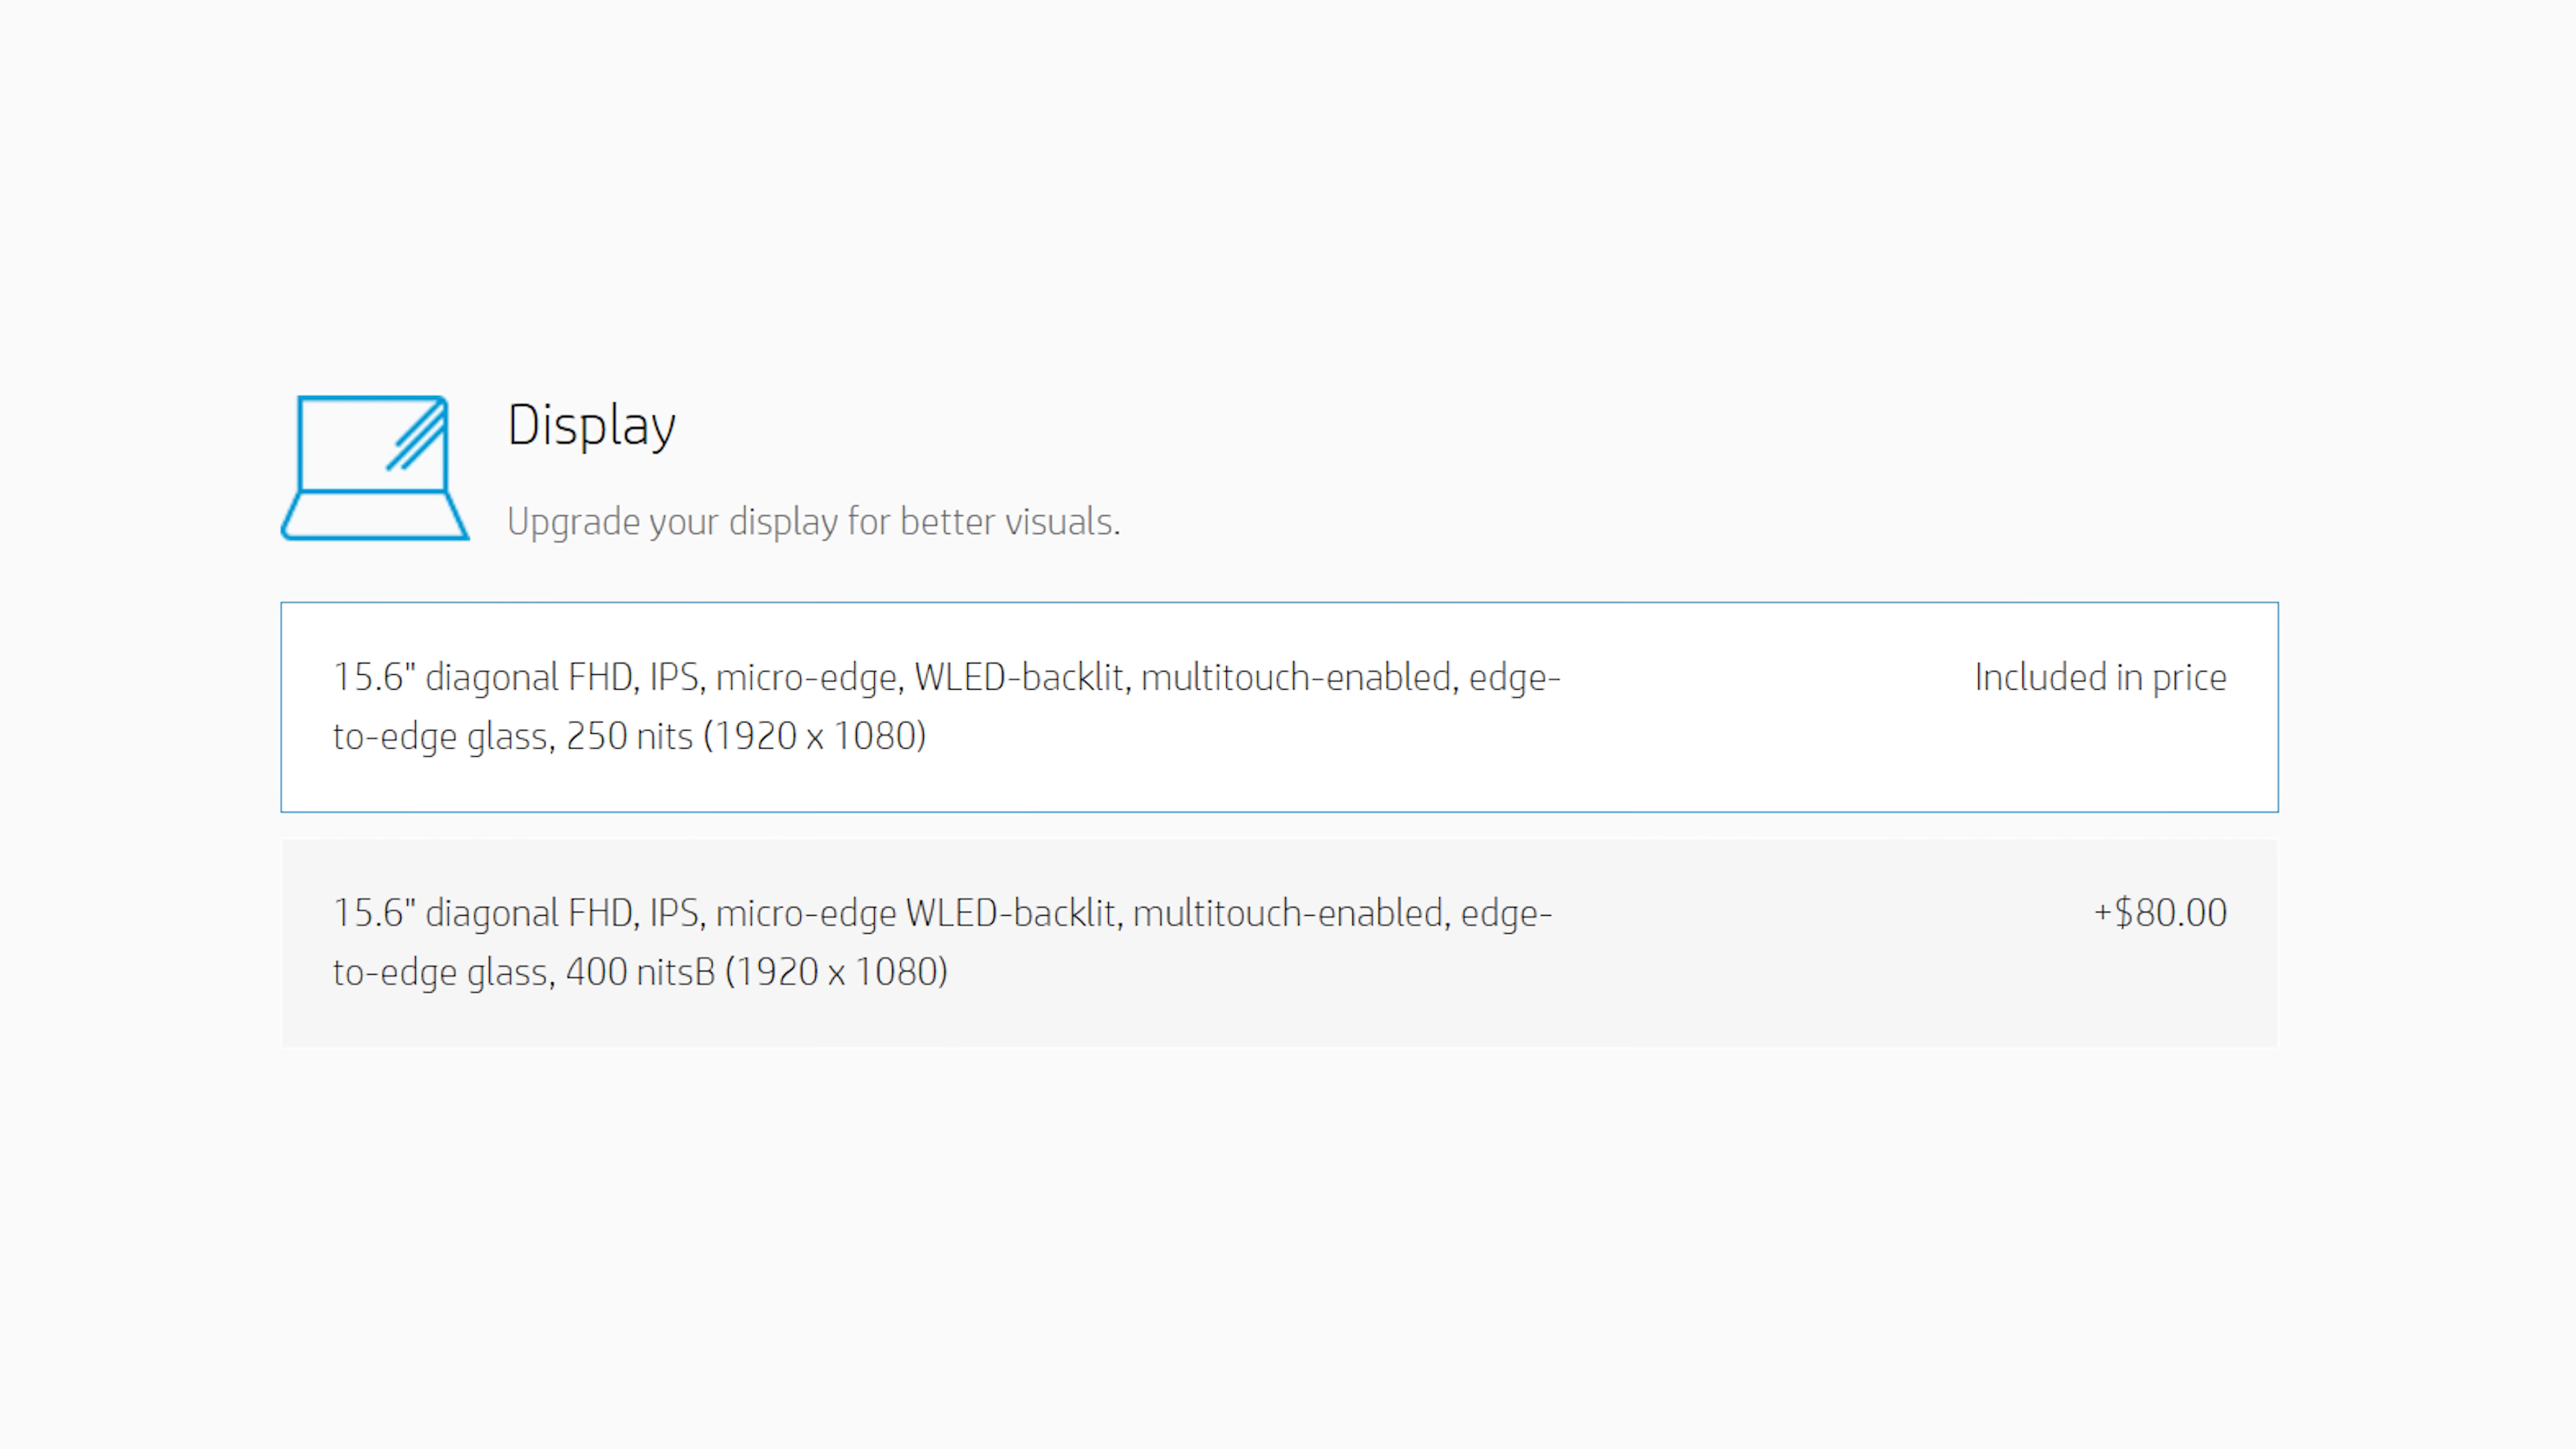 Display
Upgrade your display for better visuals.
15.6" diagonal FHD, IPS, micro-edge, WLED-backlit, multitouch-enabled, edge-
to-edge glass, 250 nits (1920 x 1080)
Included in price
15.6" diagonal FHD, IPS, micro-edge WLED-backlit, multitouch-enabled, edge-
to-edge glass, 400 nitsB (1920 x 1080)
+$80.00